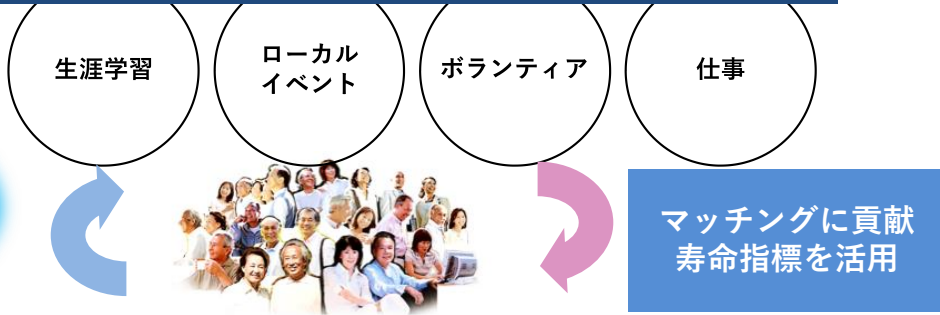 生涯学習
ローカル
イベント
ボランティア
仕事
マッチングに貢献
寿命指標を活用